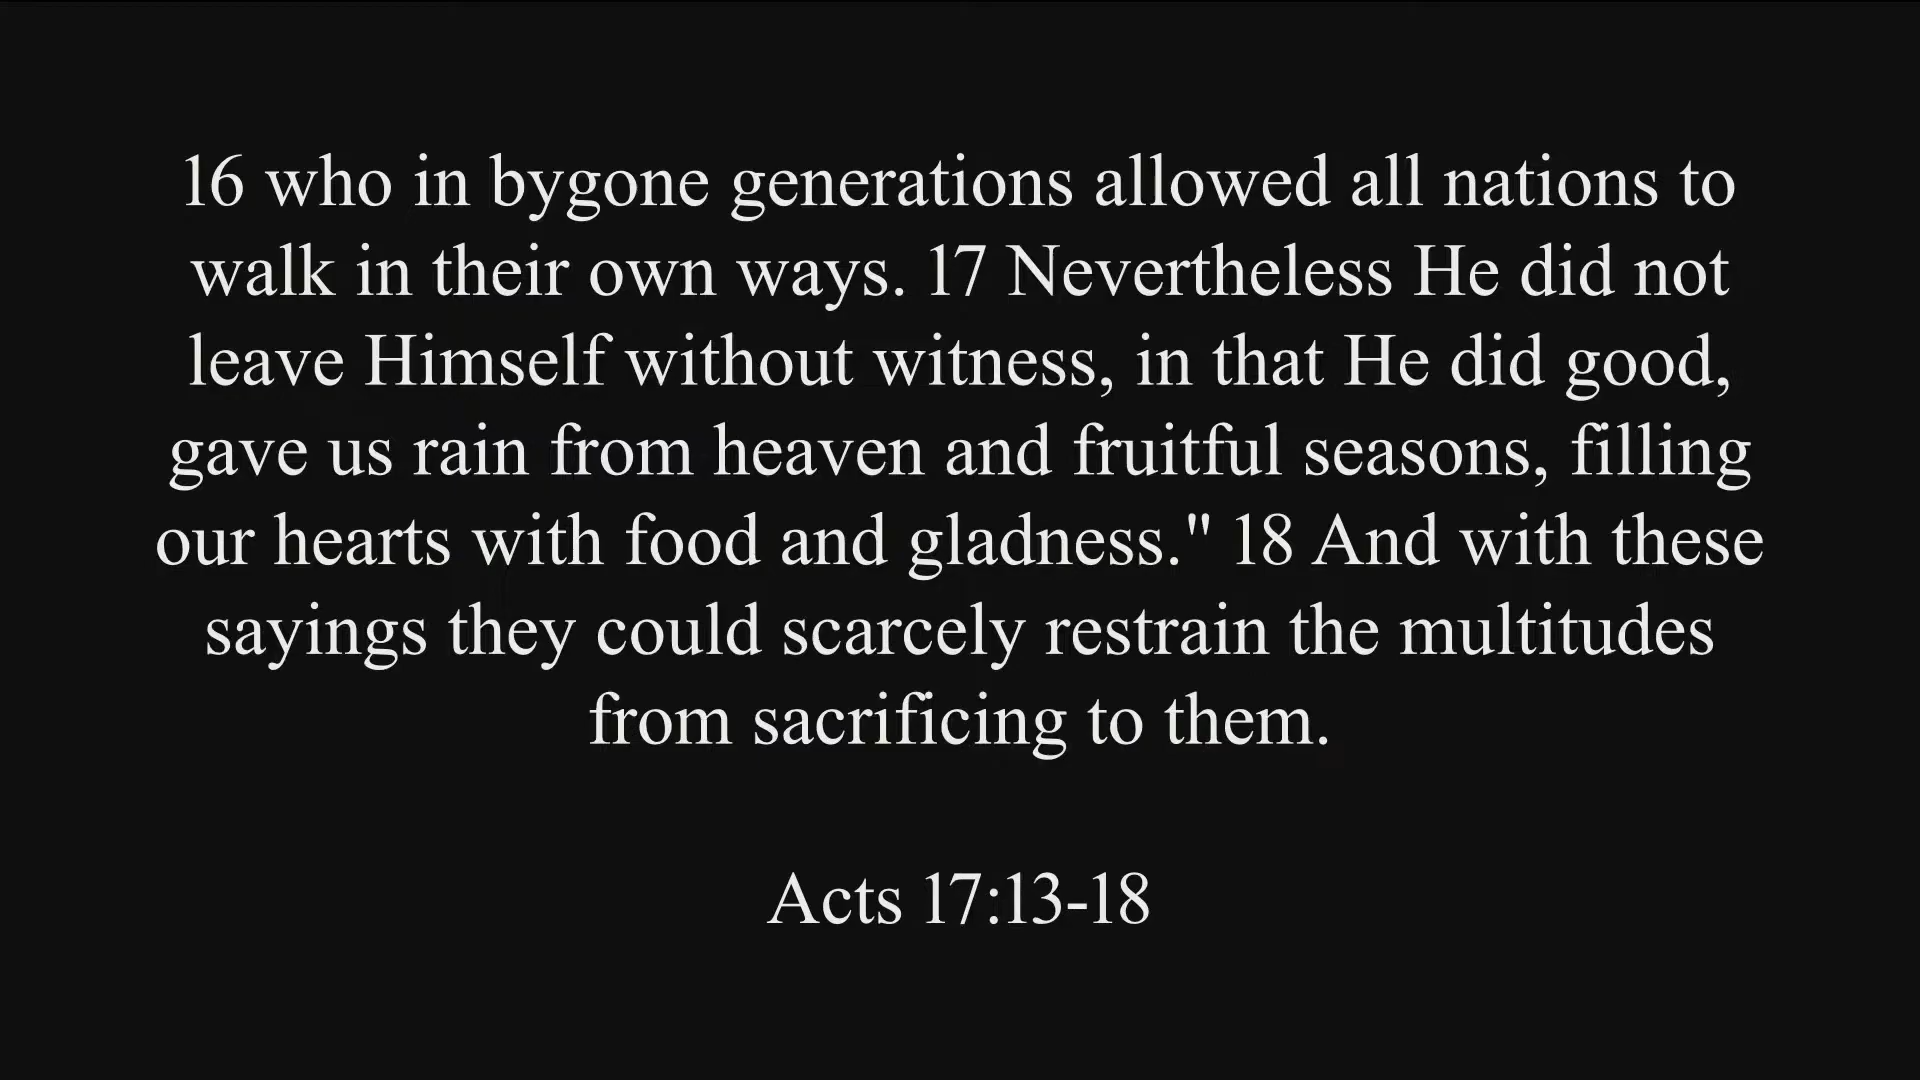 16 who in bygone generations allowed all nations to
walk in their own ways. 17 Nevertheless He did not
leave Himself without witness, in that He did good,
gave us rain from heaven and fruitful seasons, filling
our hearts with food and gladness." 18 And with these
sayings they could scarcely restrain the multitudes
from sacrificing to them.
Acts 17:13-18